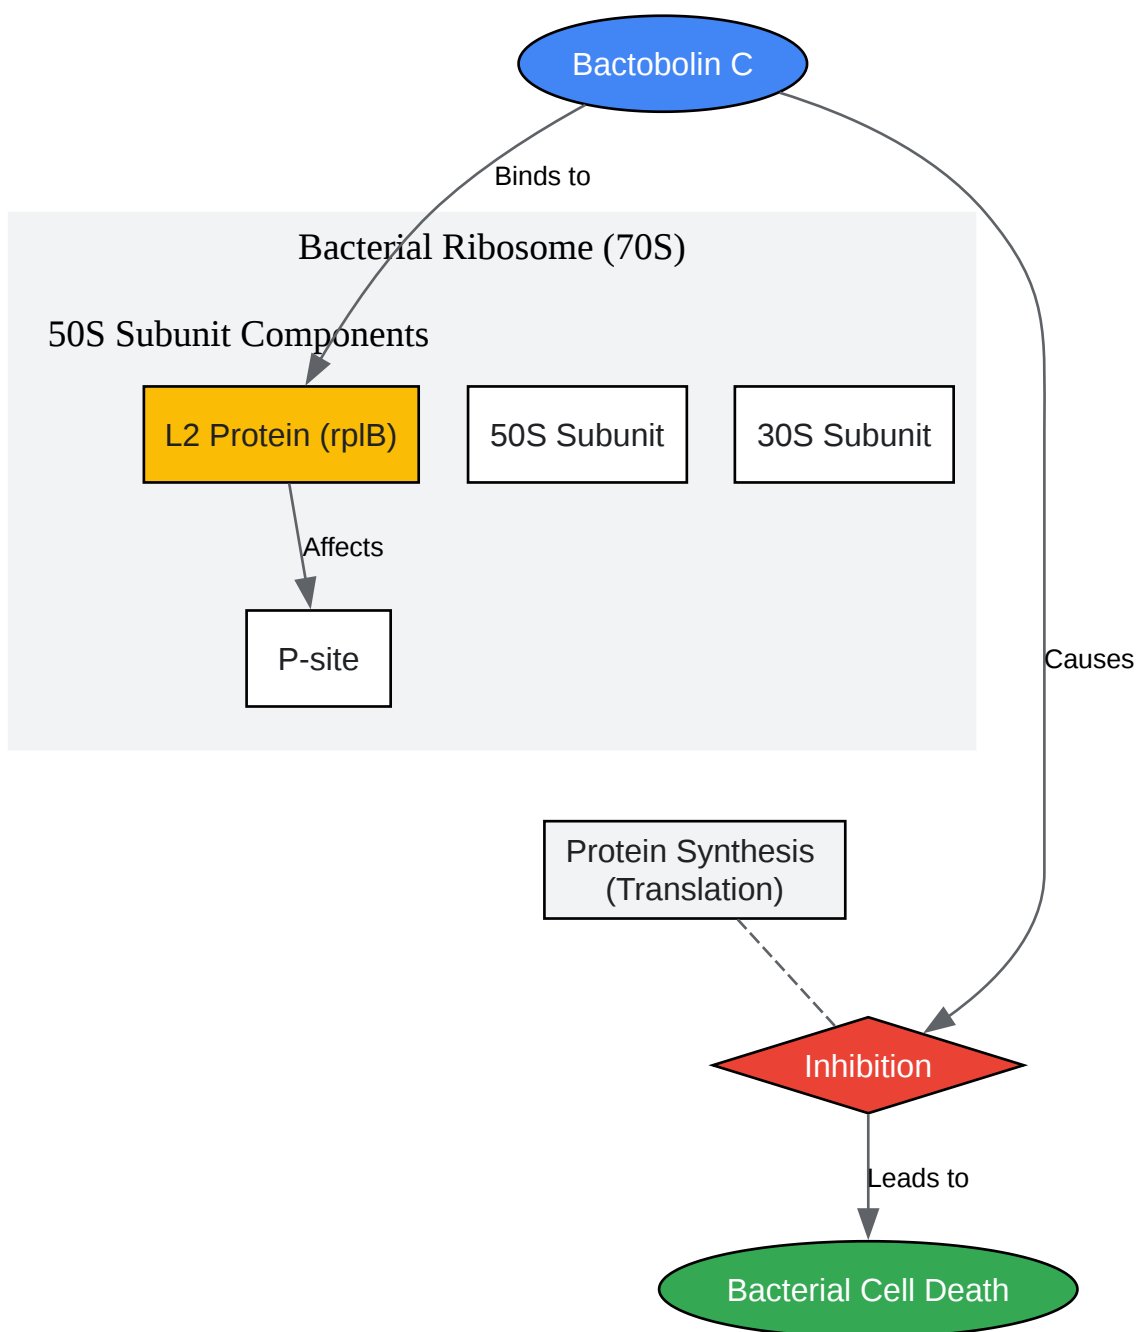 Bactobolin C
Binds to
Bacterial Ribosome (70S)
50S Subunit Components
L2 Protein (rplB)
50S Subunit
30S Subunit
Affects
P-site
Causes
Protein Synthesis
(Translation)
Inhibition
Leads to
Bacterial Cell Death